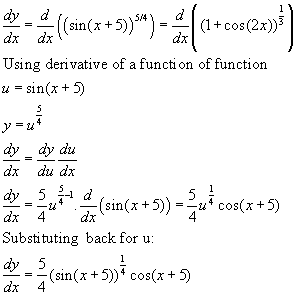 dy/dx = d/dx((sin(x+5))^{5/4}) = d/dx((1+cos(2x))^{1/3})
Using derivative of a function of function
u = sin(x+5)
y = u^{5/4}
dy/dx = dy/du du/dx
dy/dx = 5/4 u^{5/4-1} . d/dx(sin(x+5)) = 5/4 u^{1/4} cos(x+5)
Substituting back for u:
dy/dx = 5/4 (sin(x+5))^{1/4} cos(x+5)